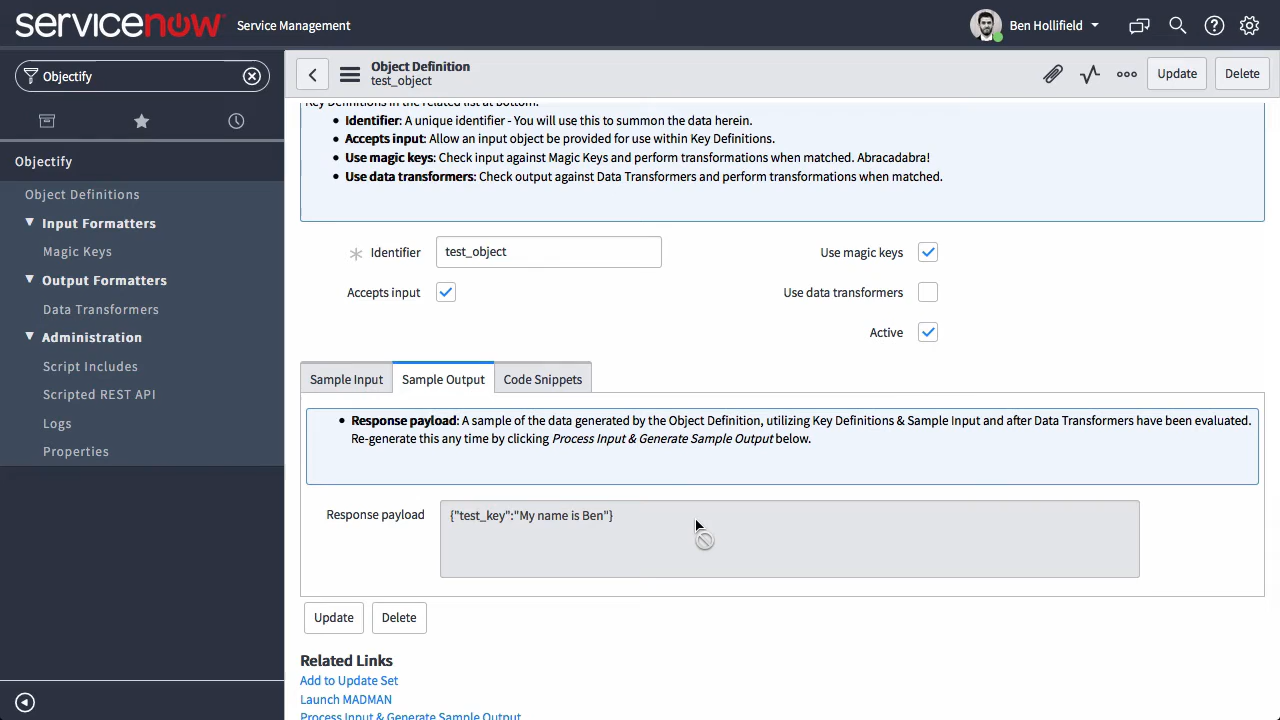 servicenow Service Management
Ben Hollifield
Objectify
Object Definition
test_object
Update
Delete
Objectify
Object Definitions
Input Formatters
Magic Keys
Output Formatters
Data Transformers
Administration
Script Includes
Scripted REST API
Logs
Properties
Key Definitions in the related list at bottom.
• Identifier: A unique identifier - You will use this to summon the data herein.
• Accepts input: Allow an input object be provided for use within Key Definitions.
• Use magic keys: Check input against Magic Keys and perform transformations when matched. Abracadabra!
• Use data transformers: Check output against Data Transformers and perform transformations when matched.
Identifier test_object
Use magic keys
Accepts input
Use data transformers
Active
Sample Input
Sample Output
Code Snippets
• Response payload: A sample of the data generated by the Object Definition, utilizing Key Definitions & Sample Input and after Data Transformers have been evaluated.
Re-generate this any time by clicking Process Input & Generate Sample Output below.
Response payload {"test_key":"My name is Ben"}
Update
Delete
Related Links
Add to Update Set
Launch MADMAN
Process Input & Generate Sample Output